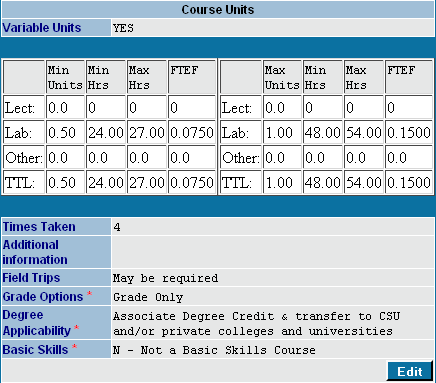 Course Units
Variable Units YES
Min Units Min Hrs Max Hrs FTEF Max Units Min Hrs Max Hrs FTEF
Lect: 0.0 0 0 0 Lect: 0.0 0 0 0
Lab: 0.50 24.00 27.00 0.0750 Lab: 1.00 48.00 54.00 0.1500
Other: 0.0 0.0 0.0 0.0 Other: 0.0 0.0 0.0 0.0
TTL: 0.50 24.00 27.00 0.0750 TTL: 1.00 48.00 54.00 0.1500
Times Taken 4
Additional
information
Field Trips May be required
Grade Options * Grade Only
Degree Associate Degree Credit & transfer to CSU
Applicability * and/or private colleges and universities
Basic Skills * N - Not a Basic Skills Course
Edit